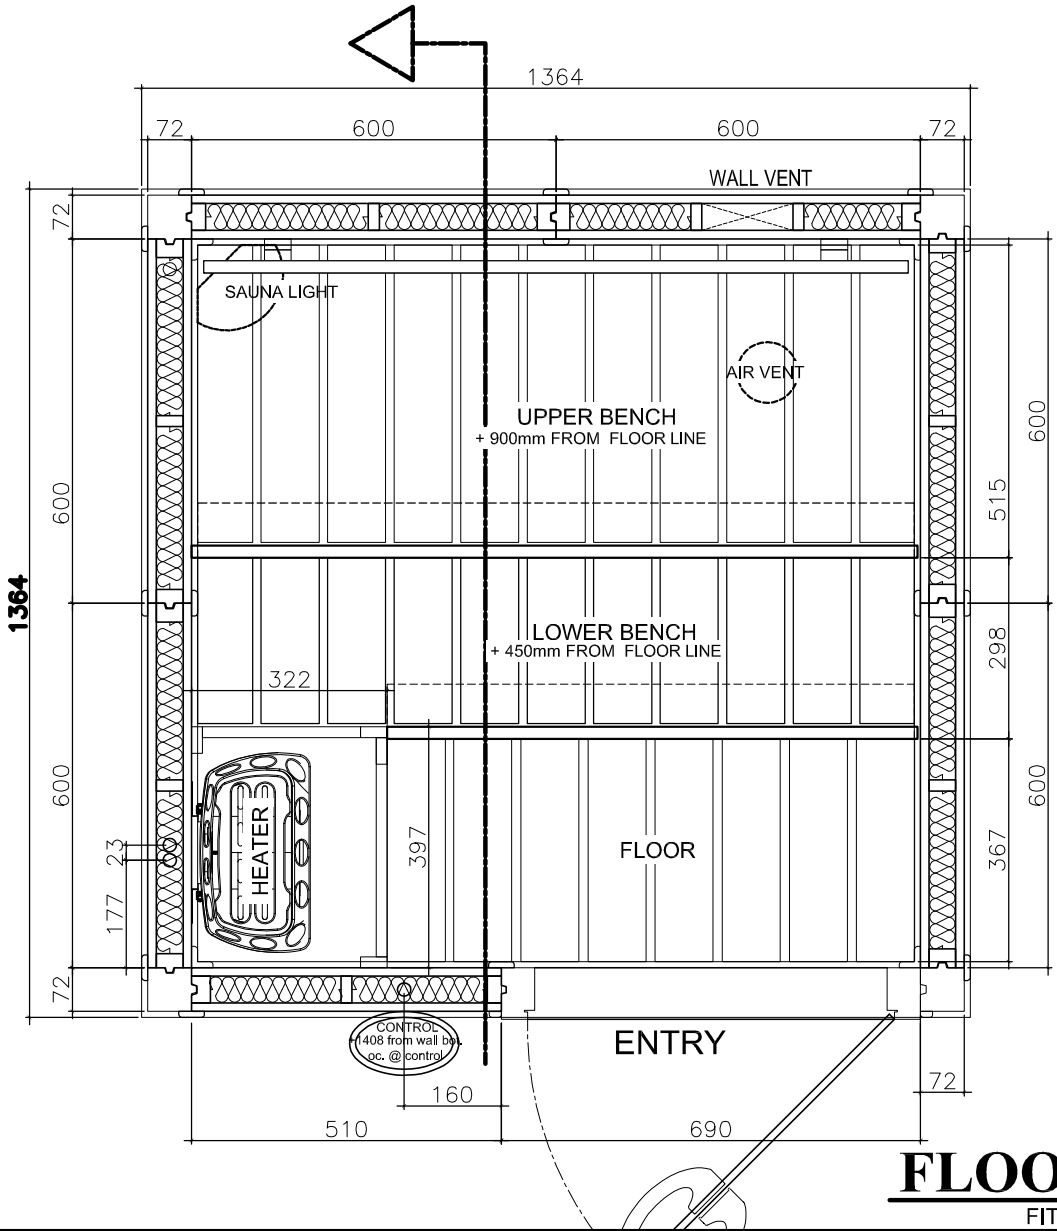 1364
72
600
600
72
WALL VENT
72
SAUNA LIGHT
AIR VENT
UPPER BENCH
+ 900mm FROM FLOOR LINE
600
600
515
1364
LOWER BENCH
+ 450mm FROM FLOOR LINE
298
322
600
600
HEATER
397
FLOOR
367
23
177
72
CONTROL
+1408 from wall bot.
oc. @ control
ENTRY
160
72
510
690
FLOO
FIT